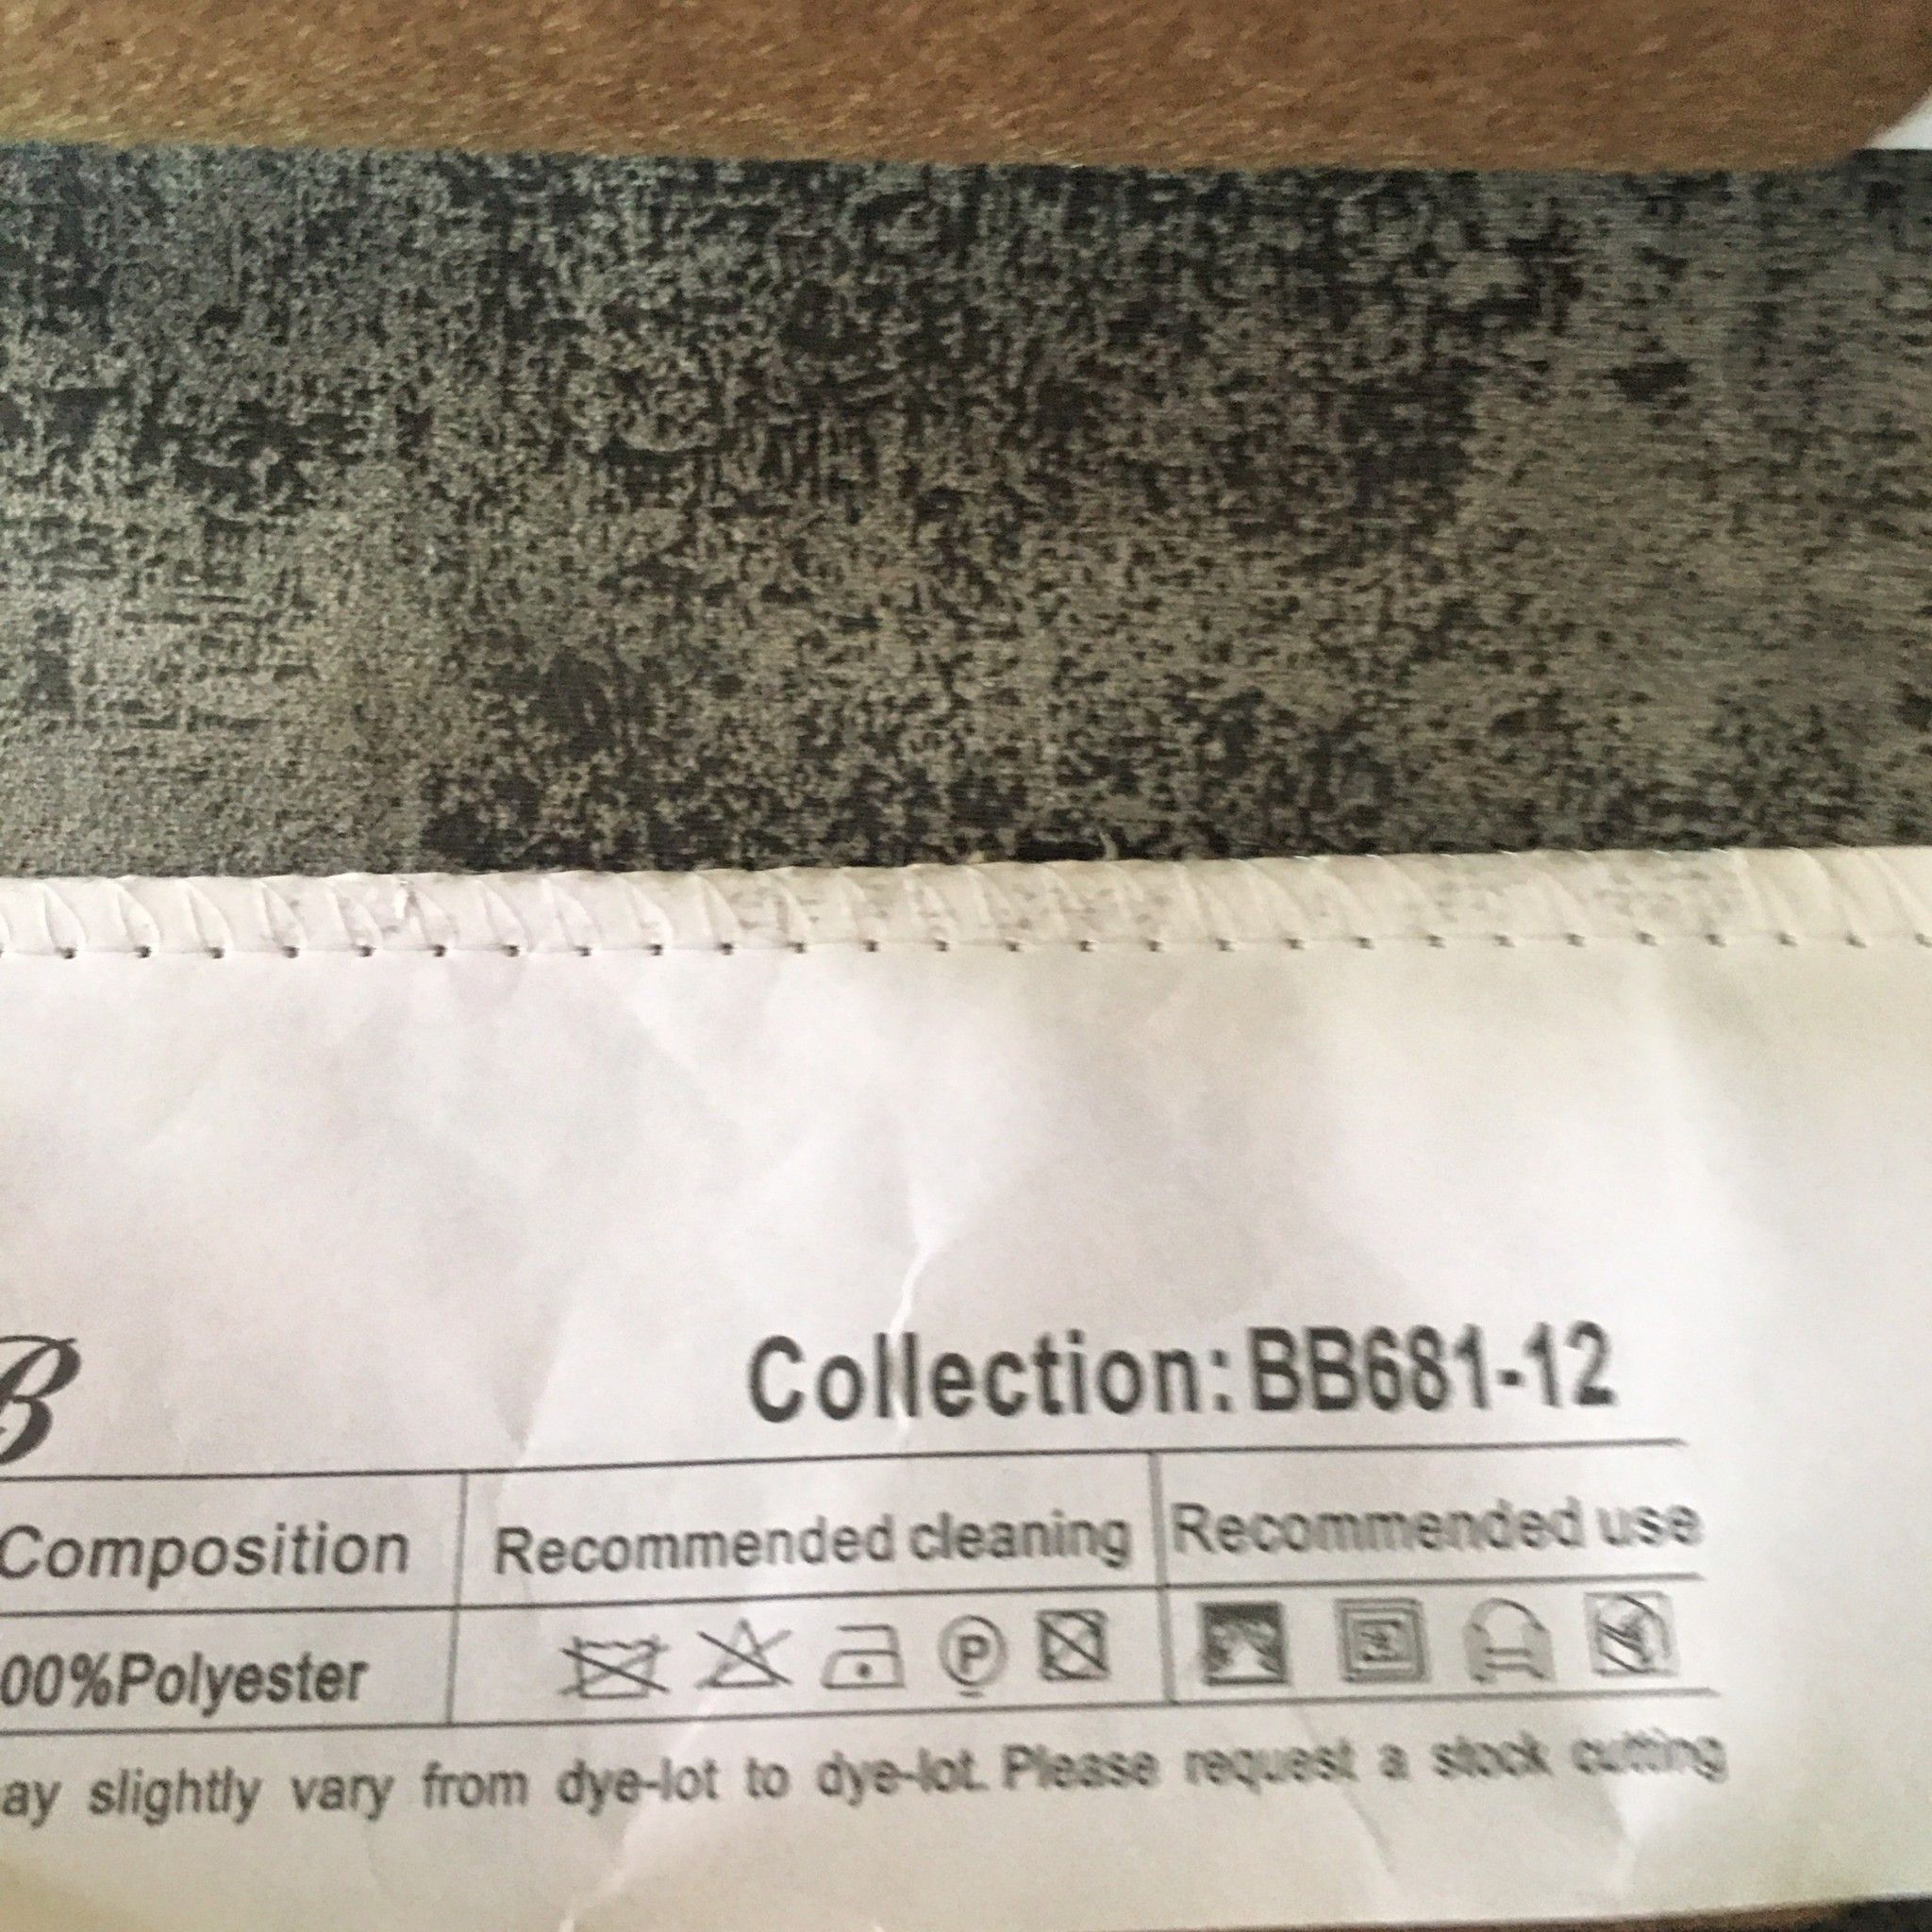 B
Collection:BB681-12
Composition Recommended cleaning Recommended use
00%Polyester P
ay slightly vary from dye-lot to dye-lot. Please request a stock cutting